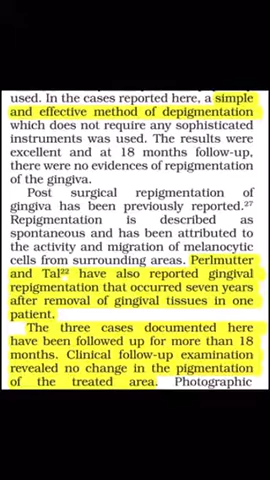 used. In the cases reported here, a simple
and effective method of depigmentation
which does not require any sophisticated
instruments was used. The results were
excellent and at 18 months follow-up,
there were no evidences of repigmentation
of the gingiva.
Post surgical repigmentation of
gingiva has been previously reported.²⁷
Repigmentation is described as
spontaneous and has been attributed to
the activity and migration of melanocytic
cells from surrounding areas. Perlmutter
and Tal²² have also reported gingival
repigmentation that occurred seven years
after removal of gingival tissues in one
patient.
The three cases documented here
have been followed up for more than 18
months. Clinical follow-up examination
revealed no change in the pigmentation
of the treated area. Photographic